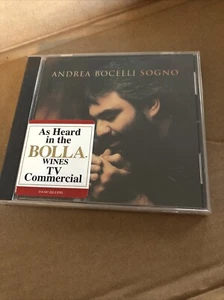 ANDREA BOCELLI SOGNO
As Heard
in the
BOLLA
WINES
TV
Commercial